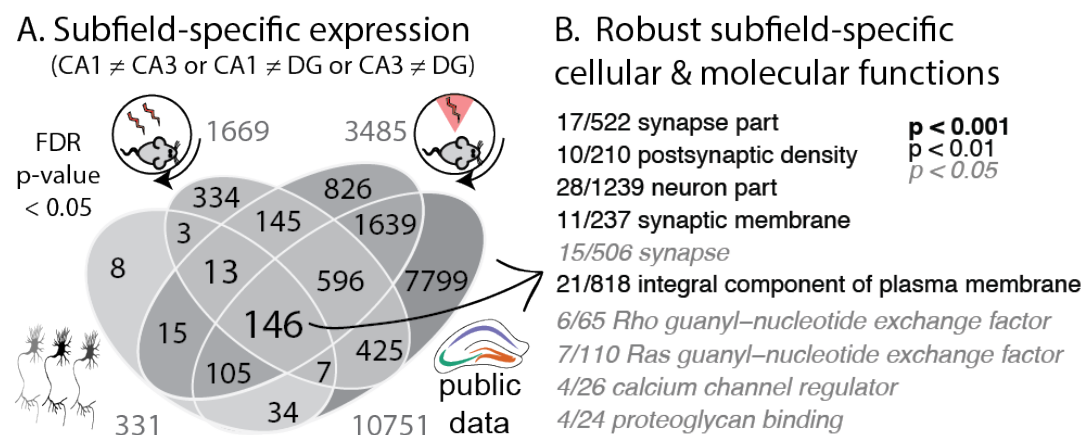 A. Subfield-specific expression
(CA1 ≠ CA3 or CA1 ≠ DG or CA3 ≠ DG)
FDR
p-value
< 0.05
1669
3485
334
826
3
145
1639
8
13
596
7799
15
146
425
105
7
34
331
10751
public
data
B. Robust subfield-specific
cellular & molecular functions
17/522 synapse part
10/210 postsynaptic density
28/1239 neuron part
11/237 synaptic membrane
15/506 synapse
21/818 integral component of plasma membrane
6/65 Rho guanyl–nucleotide exchange factor
7/110 Ras guanyl–nucleotide exchange factor
4/26 calcium channel regulator
4/24 proteoglycan binding
p < 0.001
p < 0.01
p < 0.05